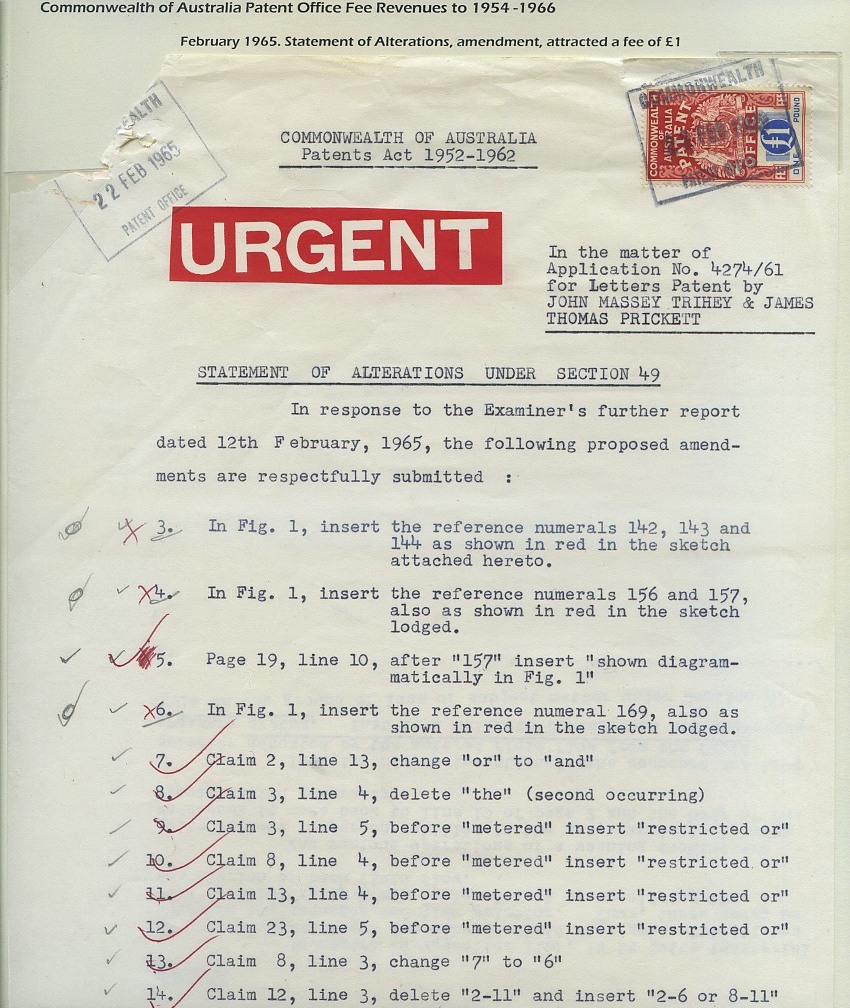 Commonwealth of Australia Patent Office Fee Revenues to 1954 -1966
February 1965. Statement of Alterations, amendment, attracted a fee of £1
22 FEB 1965
PATENT OFFICE
COMMONWEALTH
COMMONWEALTH OF AUSTRALIA
PATENT
OFFICE
£1
ONE POUND
COMMONWEALTH OF AUSTRALIA
Patents Act 1952-1962
URGENT
In the matter of
Application No. 4274/61
for Letters Patent by
JOHN MASSEY TRIHEY & JAMES
THOMAS PRICKETT
STATEMENT OF ALTERATIONS UNDER SECTION 49
In response to the Examiner's further report
dated 12th February, 1965, the following proposed amend-
ments are respectfully submitted :
3. In Fig. 1, insert the reference numerals 142, 143 and
144 as shown in red in the sketch
attached hereto.
4. In Fig. 1, insert the reference numerals 156 and 157,
also as shown in red in the sketch
lodged.
5. Page 19, line 10, after "157" insert "shown diagram-
matically in Fig. 1"
6. In Fig. 1, insert the reference numeral 169, also as
shown in red in the sketch lodged.
7. Claim 2, line 13, change "or" to "and"
8. Claim 3, line 4, delete "the" (second occurring)
9. Claim 3, line 5, before "metered" insert "restricted or"
10. Claim 8, line 4, before "metered" insert "restricted or"
11. Claim 13, line 4, before "metered" insert "restricted or"
12. Claim 23, line 5, before "metered" insert "restricted or"
13. Claim 8, line 3, change "7" to "6"
14. Claim 12, line 3, delete "2-11" and insert "2-6 or 8-11"